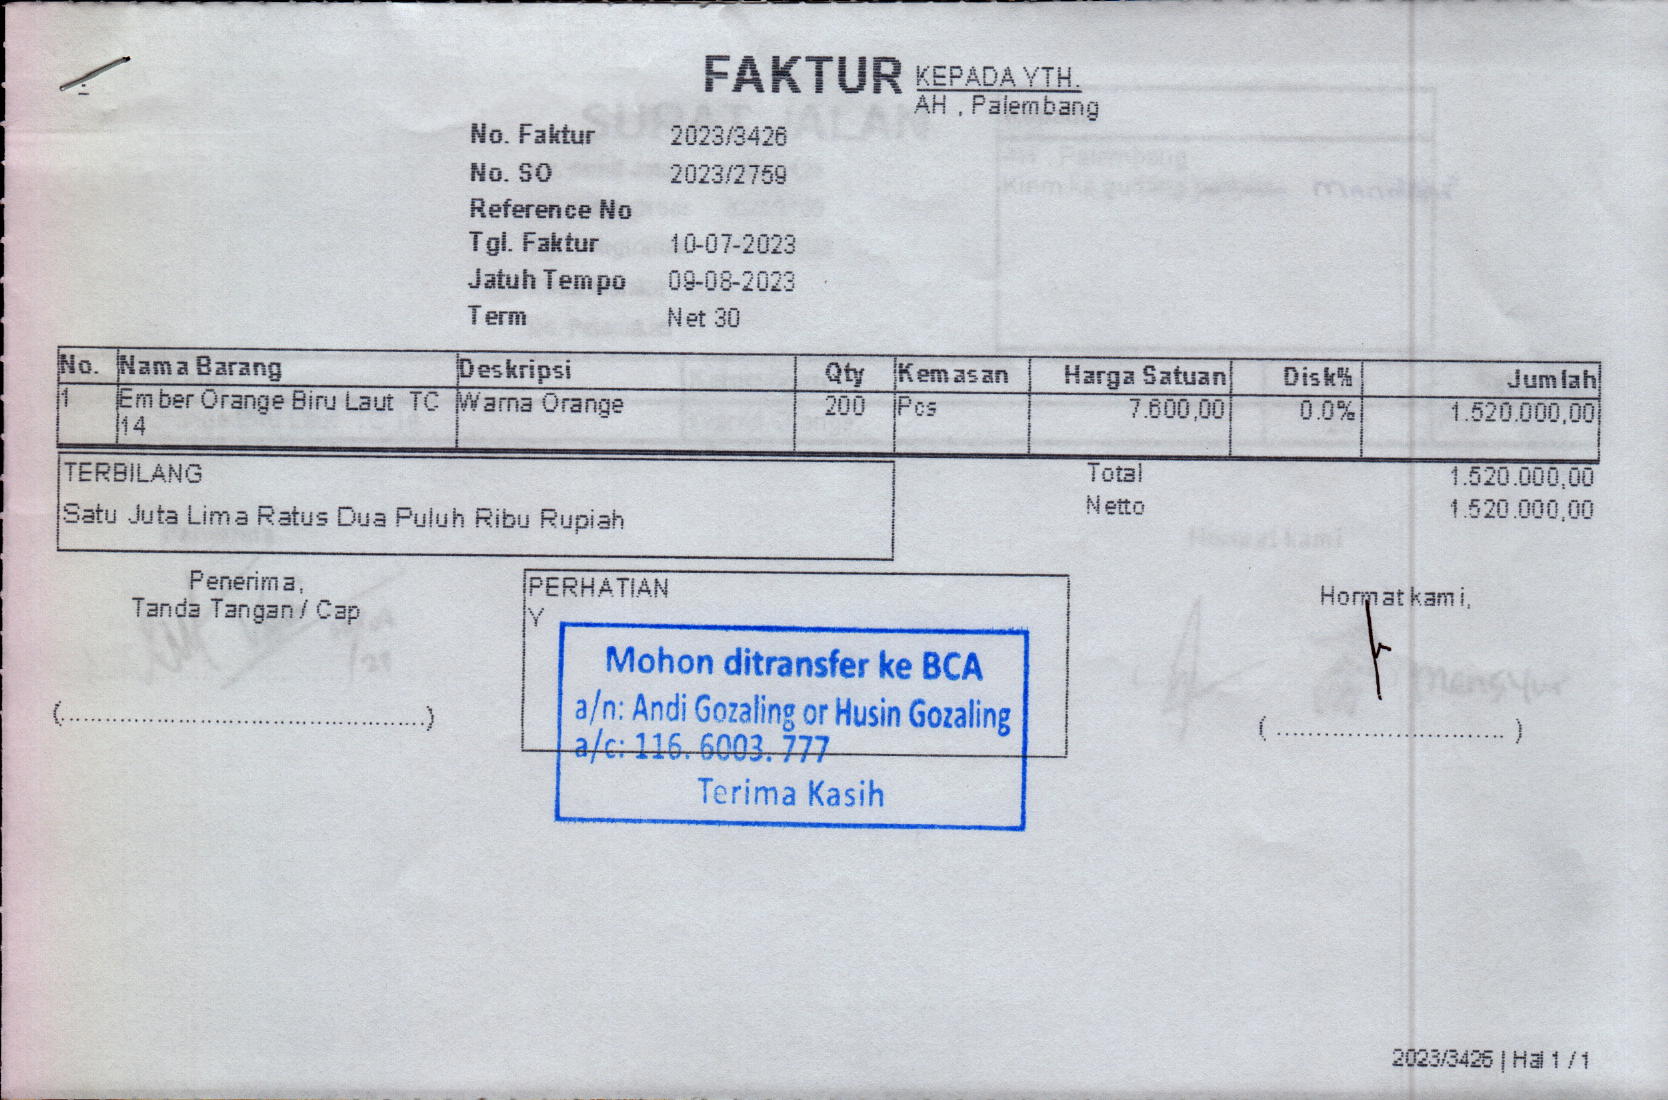 FAKTUR
KEPADA YTH.
AH , Palembang
No. Faktur 2023/3426
No. SO 2023/2759
Reference No
Tgl. Faktur 10-07-2023
Jatuh Tempo 09-08-2023
Term Net 30
No. Nama Barang Deskripsi Qty Kemasan Harga Satuan Disk% Jumlah
1 Ember Orange Biru Laut TC Warna Orange 200 Pcs 7.600,00 0.0% 1.520.000,00
14
TERBILANG
Satu Juta Lima Ratus Dua Puluh Ribu Rupiah
Total 1.520.000,00
Netto 1.520.000,00
Penerima,
Tanda Tangan / Cap
(............................................)
PERHATIAN
Y
Mohon ditransfer ke BCA
a/n: Andi Gozaling or Husin Gozaling
a/c: 116. 6003. 777
Terima Kasih
Hormat kami,
( ............................ )
2023/3426 | Hal 1 / 1